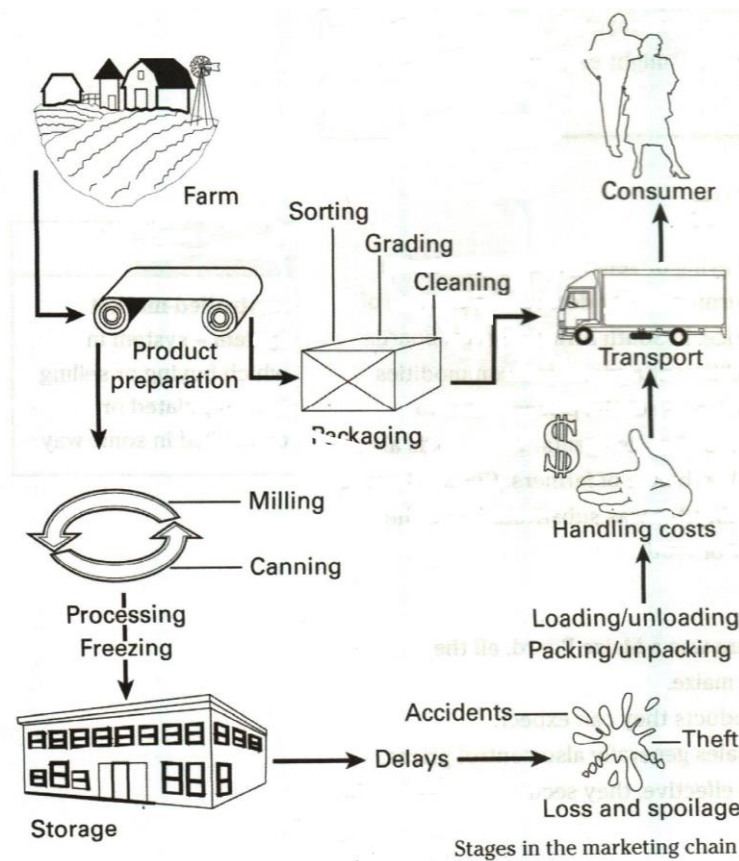 Farm
Consumer
Sorting
Grading
Cleaning
Product
preparation
Packaging
Transport
$
Milling
Canning
Handling costs
Processing
Freezing
Loading/unloading
Packing/unpacking
Accidents
Theft
Delays
Loss and spoilage
Storage
Stages in the marketing chain